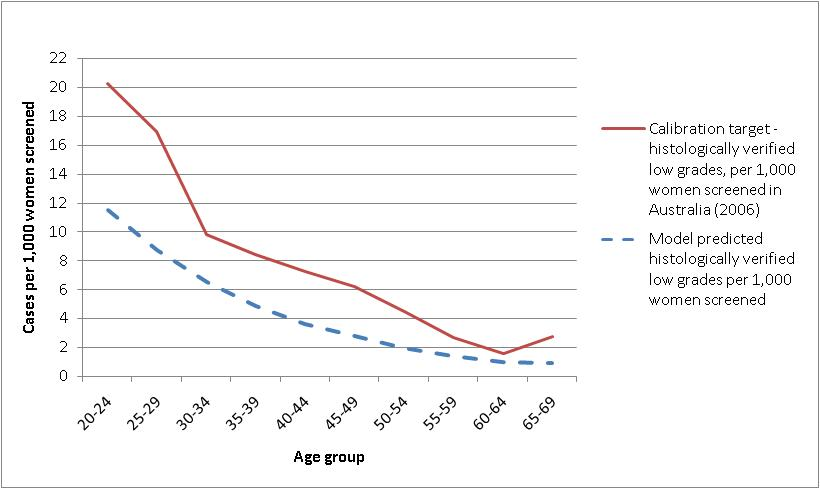 22
20
18
16
14
12
10
8
6
4
2
0
Cases per 1,000 women screened
20-24
25-29
30-34
35-39
40-44
45-49
50-54
55-59
60-64
65-69
Age group
Calibration target -
histologically verified
low grades, per 1,000
women screened in
Australia (2006)
Model predicted
histologically verified
low grades per 1,000
women screened